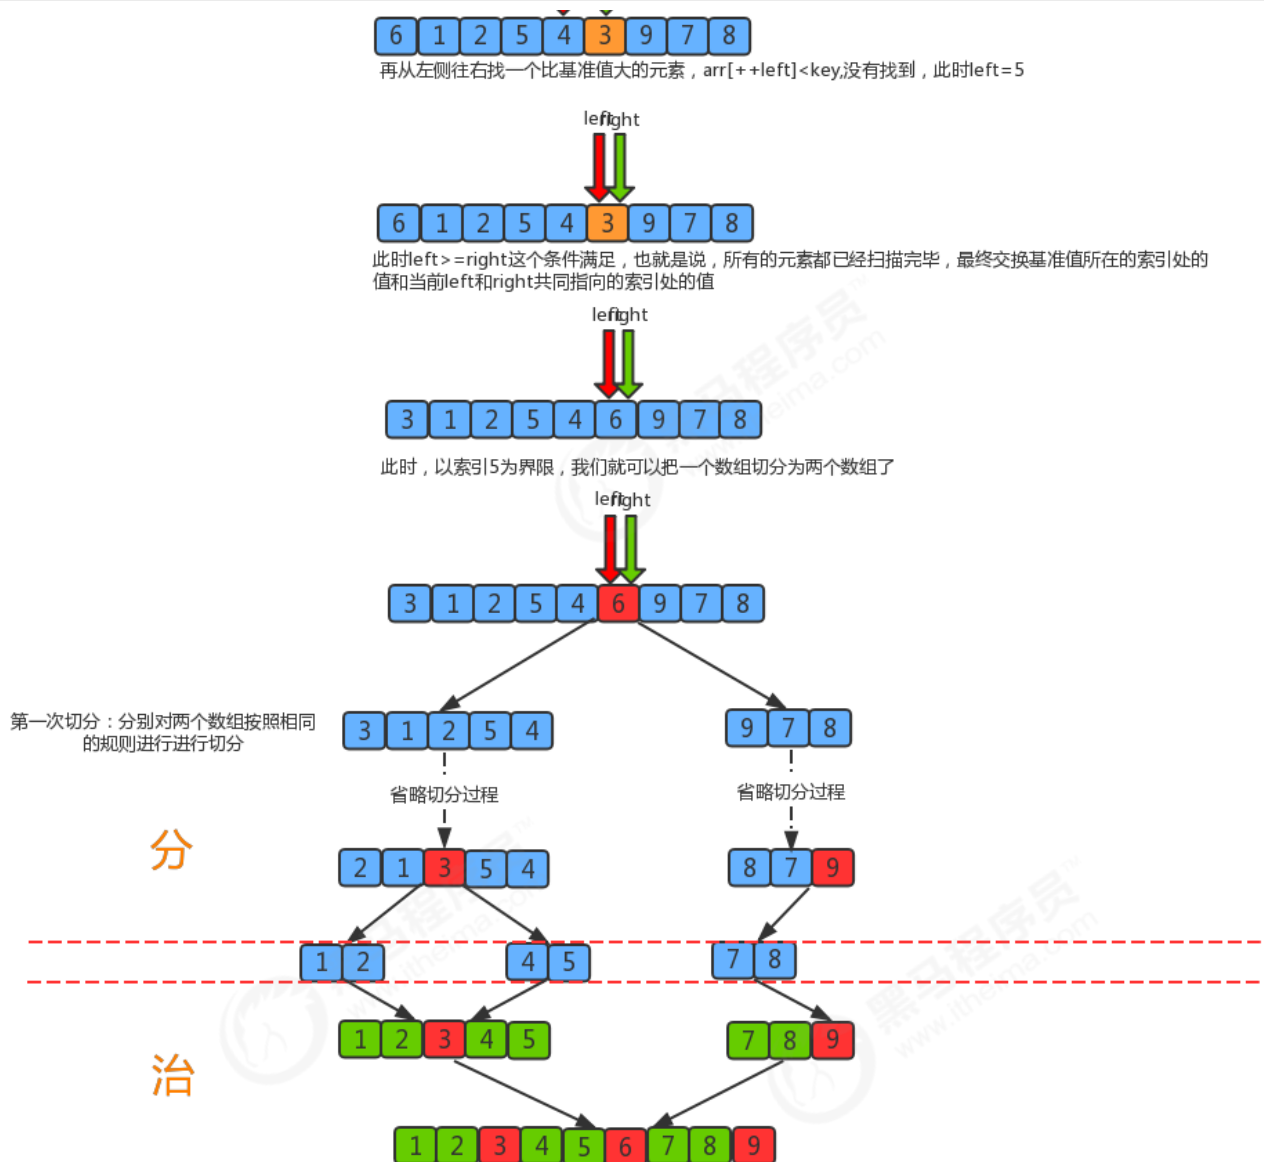 6 1 2 5 4 3 9 7 8
再从左侧往右找一个比基准值大的元素，arr[++left]<key,没有找到，此时left=5
left right
6 1 2 5 4 3 9 7 8
此时left>=right这个条件满足，也就是说，所有的元素都已经扫描完毕，最终交换基准值所在的索引处的
值和当前left和right共同指向的索引处的值
left right
3 1 2 5 4 6 9 7 8
此时，以索引5为界限，我们就可以把一个数组切分为两个数组了
left right
3 1 2 5 4 6 9 7 8
第一次切分：分别对两个数组按照相同
的规则进行进行切分
3 1 2 5 4
9 7 8
省略切分过程
省略切分过程
分
2 1 3 5 4
8 7 9
1 2
4 5
7 8
1 2 3 4 5
7 8 9
治
1 2 3 4 5 6 7 8 9
黑马程序员
www.itheima.com